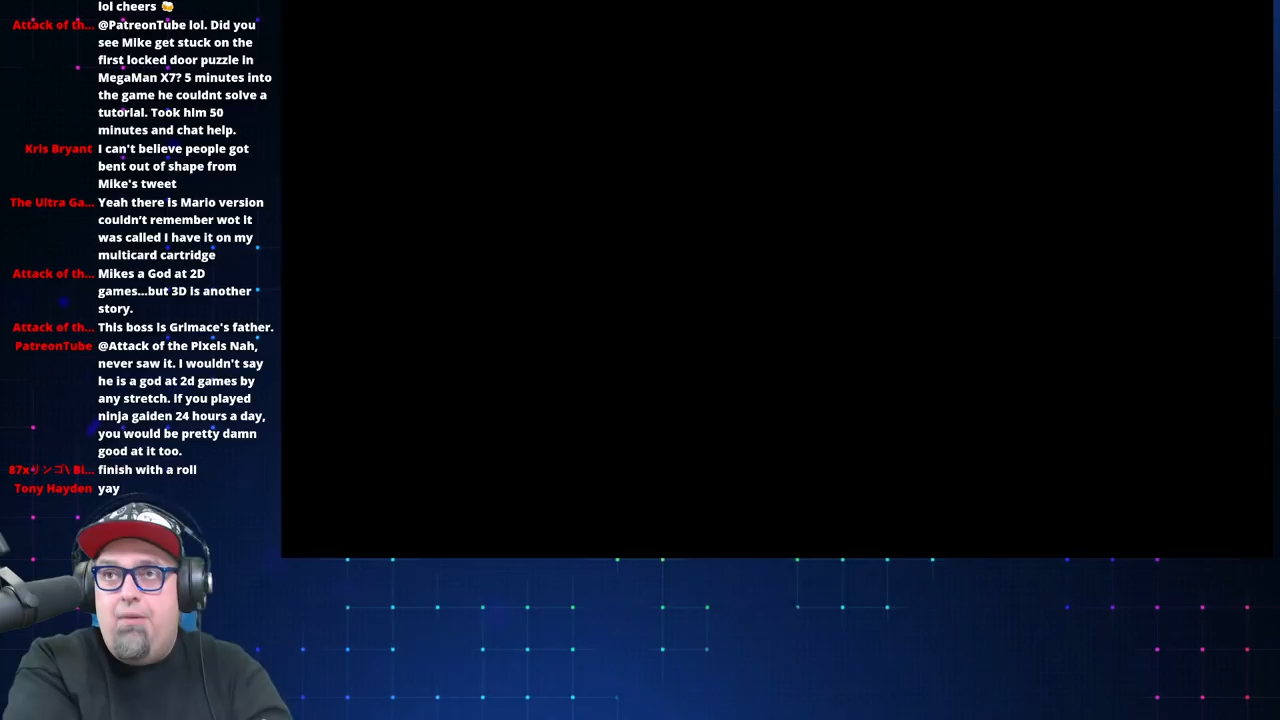 lol cheers 🍻
Attack of th... @PatreonTube lol. Did you
see Mike get stuck on the
first locked door puzzle in
MegaMan X7? 5 minutes into
the game he couldnt solve a
tutorial. Took him 50
minutes and chat help.
Kris Bryant I can't believe people got
bent out of shape from
Mike's tweet
The Ultra Ga... Yeah there is Mario version
couldn't remember wot it
was called I have it on my
multicard cartridge
Attack of th... Mikes a God at 2D
games...but 3D is another
story.
Attack of th... This boss is Grimace's father.
PatreonTube @Attack of the Pixels Nah,
never saw it. I wouldn't say
he is a god at 2d games by
any stretch. if you played
ninja gaiden 24 hours a day,
you would be pretty damn
good at it too.
87xリンゴ\ Bi... finish with a roll
Tony Hayden yay